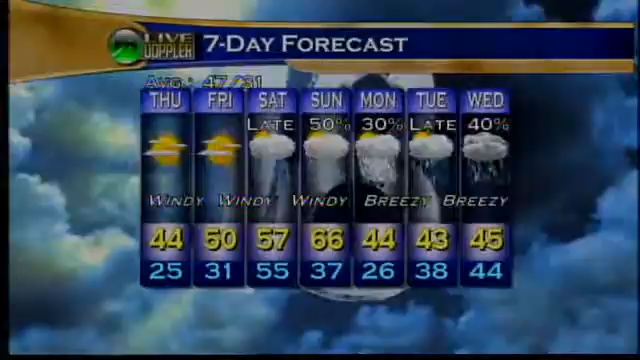 LIVE
DOPPLER
7-DAY FORECAST
AVG: 47/31
THU FRI SAT SUN MON TUE WED
LATE 50% 30% LATE 40%
WINDY WINDY WINDY BREEZY BREEZY
44 50 57 66 44 43 45
25 31 55 37 26 38 44